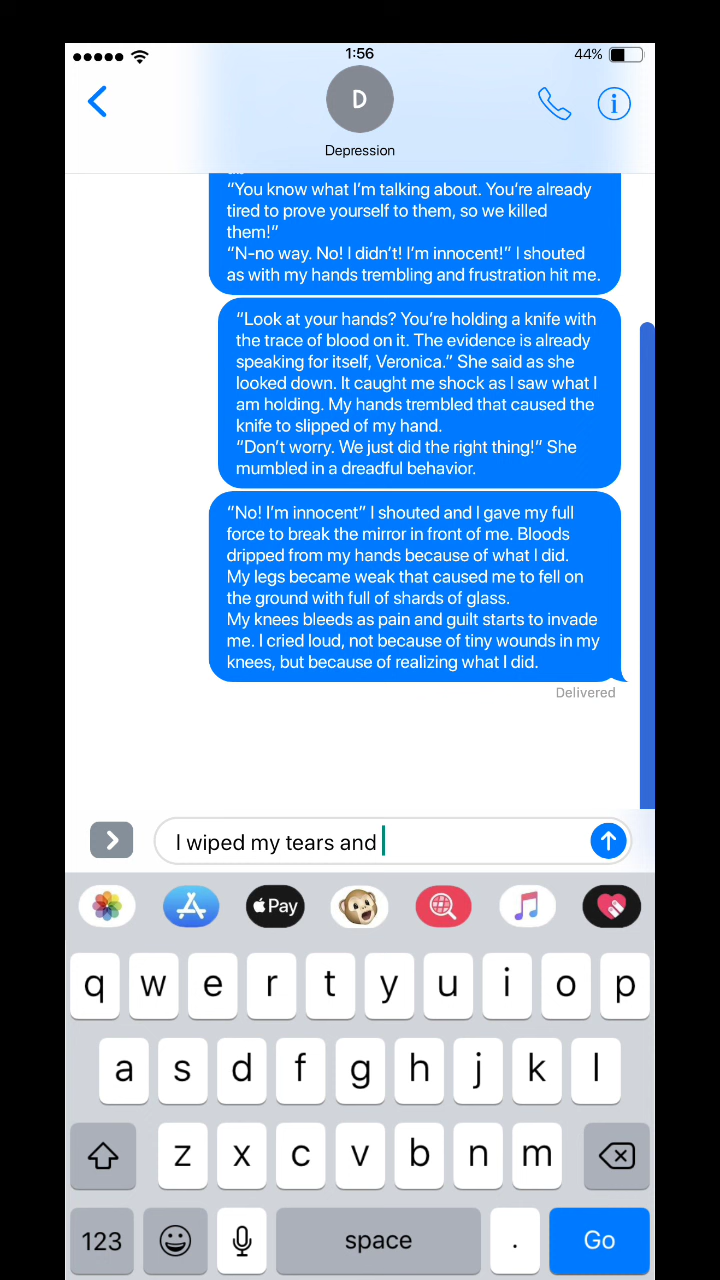 1:56
44%
D
Depression
“You know what I’m talking about. You’re already
tired to prove yourself to them, so we killed
them!“
“N-no way. No! I didn’t! I’m innocent!” I shouted
as with my hands trembling and frustration hit me.
“Look at your hands? You’re holding a knife with
the trace of blood on it. The evidence is already
speaking for itself, Veronica.” She said as she
looked down. It caught me shock as I saw what I
am holding. My hands trembled that caused the
knife to slipped of my hand.
“Don’t worry. We just did the right thing!” She
mumbled in a dreadful behavior.
“No! I’m innocent” I shouted and I gave my full
force to break the mirror in front of me. Bloods
dripped from my hands because of what I did.
My legs became weak that caused me to fell on
the ground with full of shards of glass.
My knees bleeds as pain and guilt starts to invade
me. I cried loud, not because of tiny wounds in my
knees, but because of realizing what I did.
Delivered
I wiped my tears and
Pay
q w e r t y u i o p
a s d f g h j k l
z x c v b n m
123 space . Go